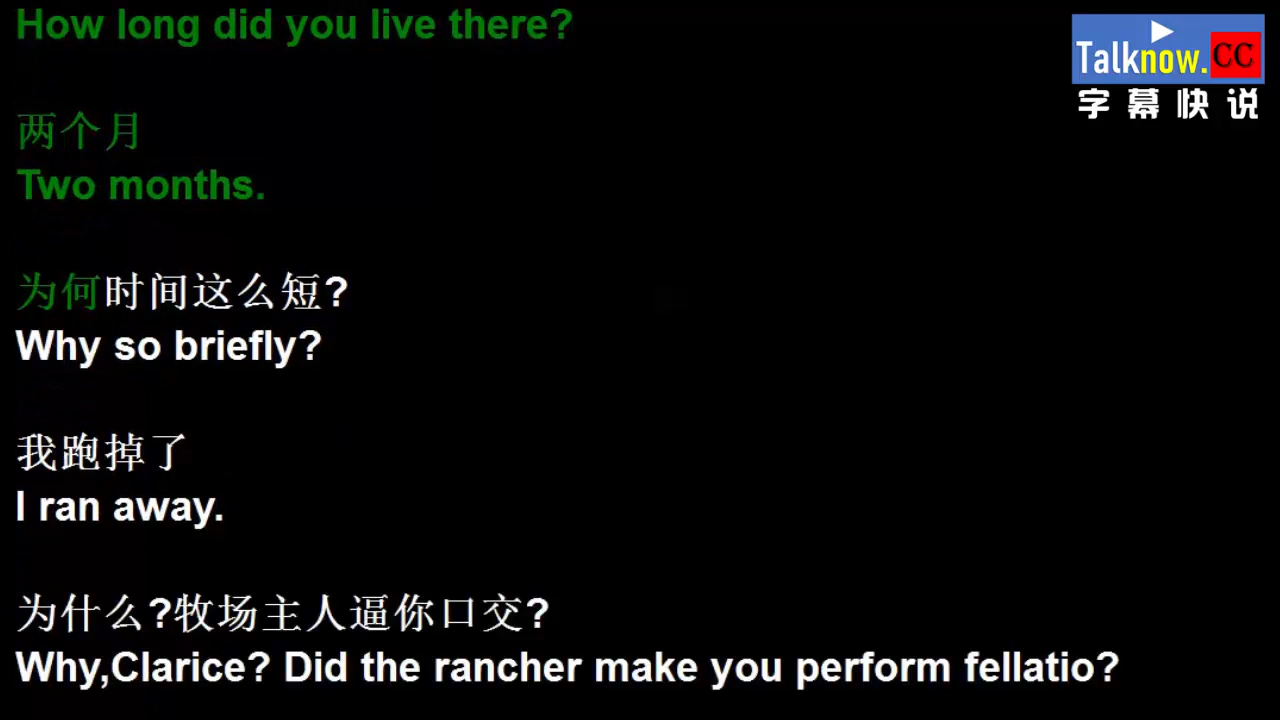 How long did you live there?
Talknow.CC
字幕快说
两个月
Two months.
为何时间这么短?
Why so briefly?
我跑掉了
I ran away.
为什么?牧场主人逼你口交?
Why,Clarice? Did the rancher make you perform fellatio?